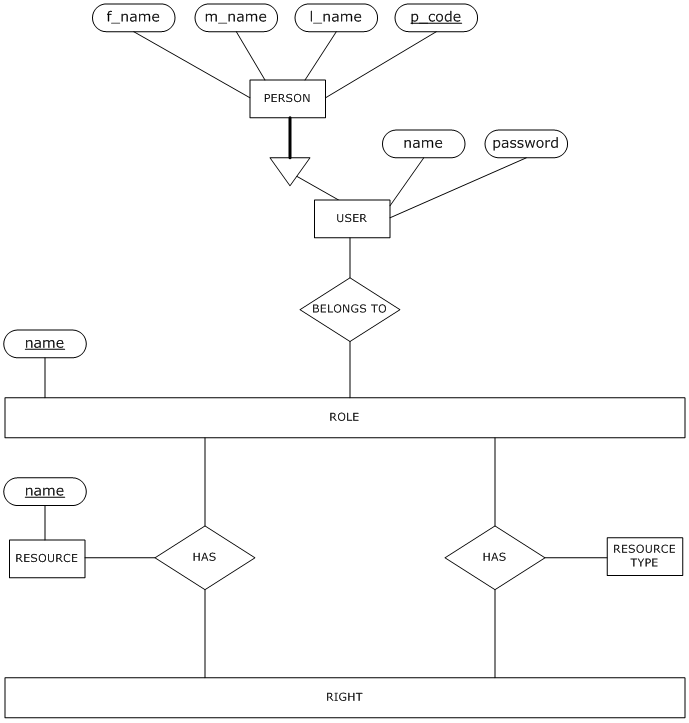 f_name m_name l_name p_code
PERSON
name password
USER
BELONGS TO
name
ROLE
name
RESOURCE HAS HAS RESOURCE
TYPE
RIGHT